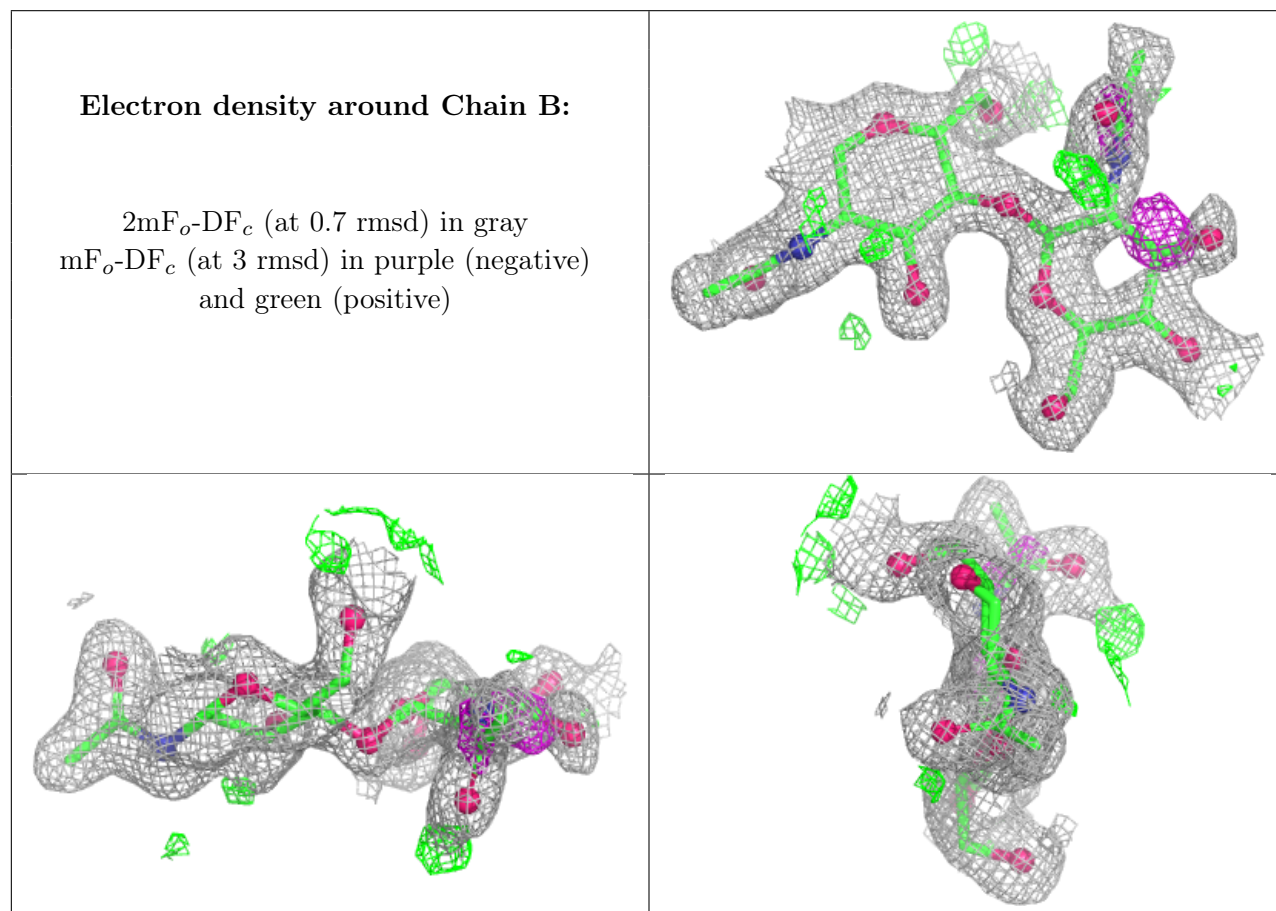 Electron density around Chain B:
2mFo-DFc (at 0.7 rmsd) in gray
mFo-DFc (at 3 rmsd) in purple (negative)
and green (positive)